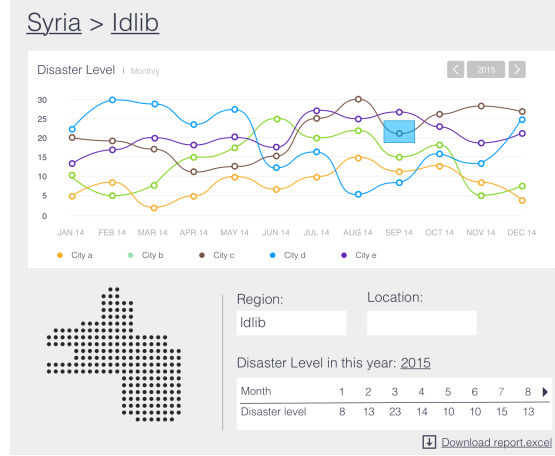 Syria > Idlib
Disaster Level | Monthly
2015
30
25
20
15
10
5
0
JAN 14 FEB 14 MAR 14 APR 14 MAY 14 JUN 14 JUL 14 AUG 14 SEP 14 OCT 14 NOV 14 DEC 14
City a City b City c City d City e
Region: Location:
Idlib
Disaster Level in this year: 2015
Month 1 2 3 4 5 6 7 8
Disaster level 8 13 23 14 10 10 15 13
Download report.excel